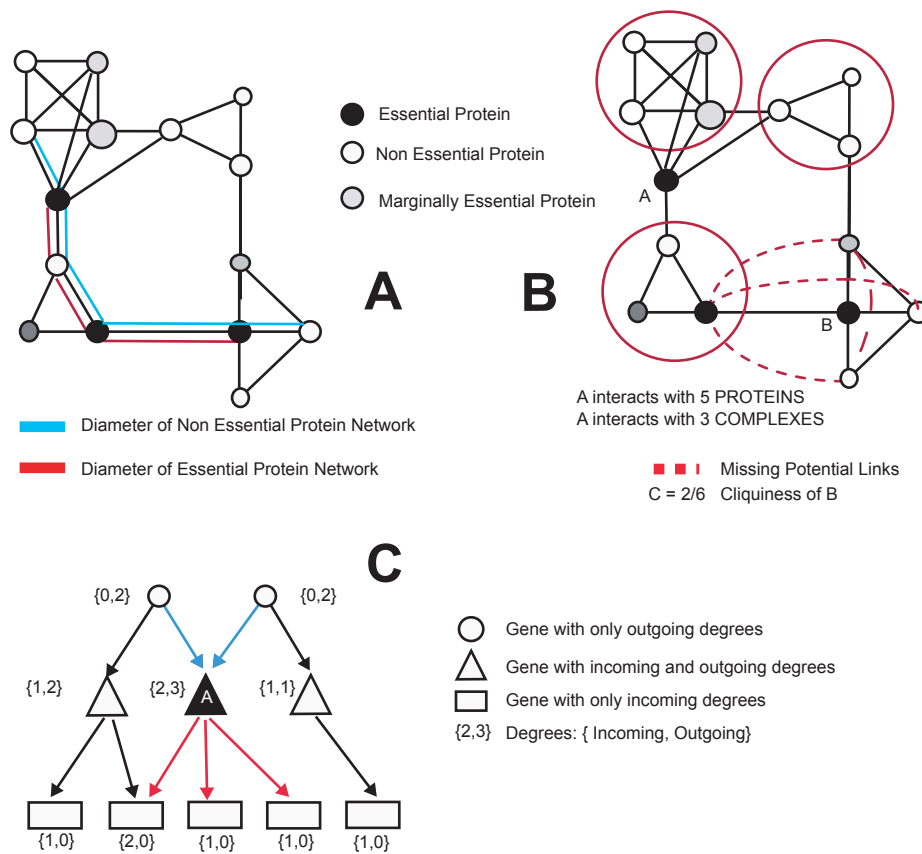 Essential Protein
Non Essential Protein
Marginally Essential Protein
A
Diameter of Non Essential Protein Network
Diameter of Essential Protein Network
A
B
B
A interacts with 5 PROTEINS
A interacts with 3 COMPLEXES
Missing Potential Links
C = 2/6 Cliquiness of B
C
{0,2} {0,2}
{1,2} {2,3} A {1,1}
{1,0} {2,0} {1,0} {1,0} {1,0}
Gene with only outgoing degrees
Gene with incoming and outgoing degrees
Gene with only incoming degrees
{2,3} Degrees: { Incoming, Outgoing}